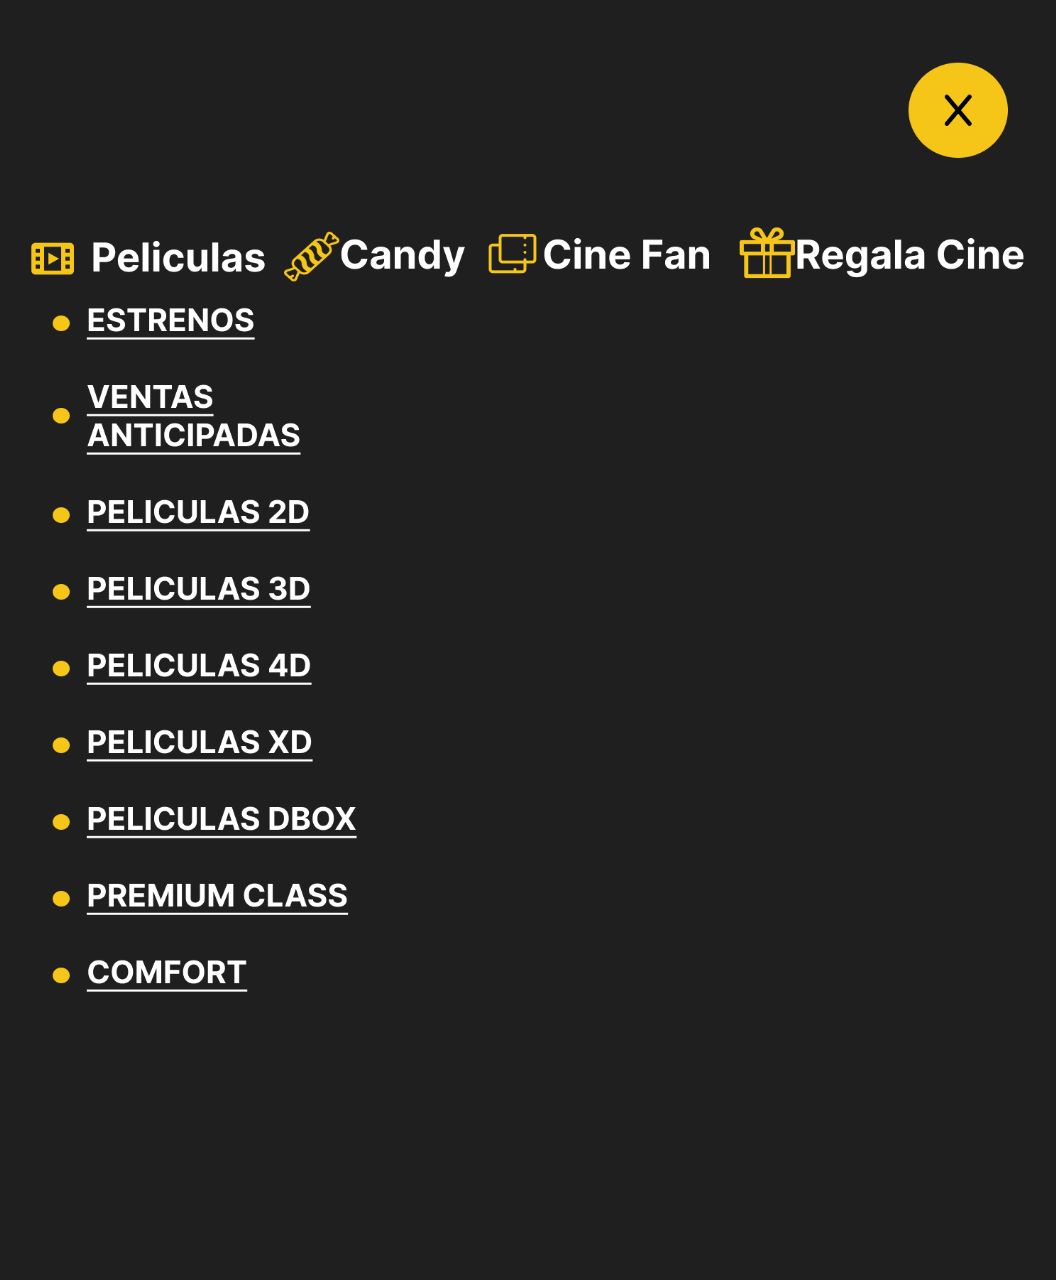 X
Peliculas Candy Cine Fan Regala Cine
ESTRENOS
VENTAS
ANTICIPADAS
PELICULAS 2D
PELICULAS 3D
PELICULAS 4D
PELICULAS XD
PELICULAS DBOX
PREMIUM CLASS
COMFORT